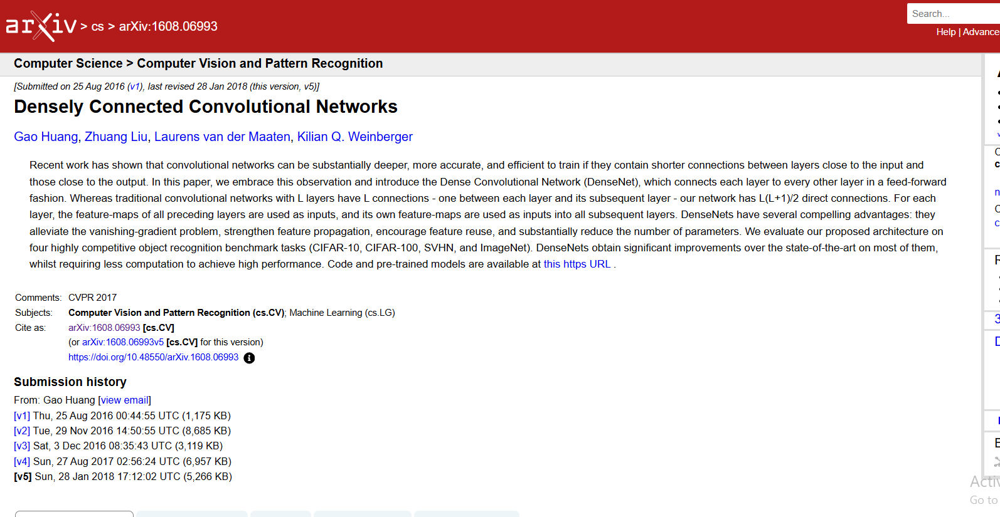 arXiv > cs > arXiv:1608.06993
Search...
Help | Advance
Computer Science > Computer Vision and Pattern Recognition
[Submitted on 25 Aug 2016 (v1), last revised 28 Jan 2018 (this version, v5)]
Densely Connected Convolutional Networks
Gao Huang, Zhuang Liu, Laurens van der Maaten, Kilian Q. Weinberger
Recent work has shown that convolutional networks can be substantially deeper, more accurate, and efficient to train if they contain shorter connections between layers close to the input and
those close to the output. In this paper, we embrace this observation and introduce the Dense Convolutional Network (DenseNet), which connects each layer to every other layer in a feed-forward
fashion. Whereas traditional convolutional networks with L layers have L connections - one between each layer and its subsequent layer - our network has L(L+1)/2 direct connections. For each
layer, the feature-maps of all preceding layers are used as inputs, and its own feature-maps are used as inputs into all subsequent layers. DenseNets have several compelling advantages: they
alleviate the vanishing-gradient problem, strengthen feature propagation, encourage feature reuse, and substantially reduce the number of parameters. We evaluate our proposed architecture on
four highly competitive object recognition benchmark tasks (CIFAR-10, CIFAR-100, SVHN, and ImageNet). DenseNets obtain significant improvements over the state-of-the-art on most of them,
whilst requiring less computation to achieve high performance. Code and pre-trained models are available at this https URL .
Comments: CVPR 2017
Subjects: Computer Vision and Pattern Recognition (cs.CV); Machine Learning (cs.LG)
Cite as: arXiv:1608.06993 [cs.CV]
(or arXiv:1608.06993v5 [cs.CV] for this version)
https://doi.org/10.48550/arXiv.1608.06993
Submission history
From: Gao Huang [view email]
[v1] Thu, 25 Aug 2016 00:44:55 UTC (1,175 KB)
[v2] Tue, 29 Nov 2016 14:50:55 UTC (8,685 KB)
[v3] Sat, 3 Dec 2016 08:35:43 UTC (3,119 KB)
[v4] Sun, 27 Aug 2017 02:56:24 UTC (6,957 KB)
[v5] Sun, 28 Jan 2018 17:12:02 UTC (5,266 KB)
Go to